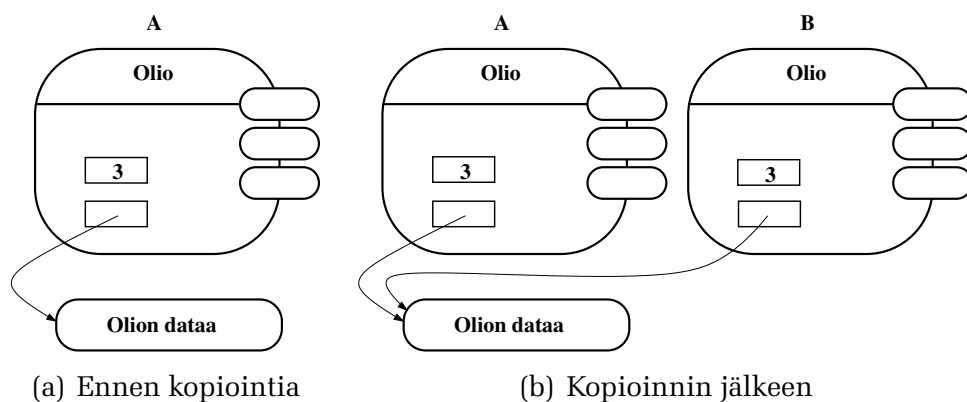 A
Olio
3
Olion dataa
(a) Ennen kopiointia
A
Olio
3
B
Olio
3
Olion dataa
(b) Kopioinnin jälkeen